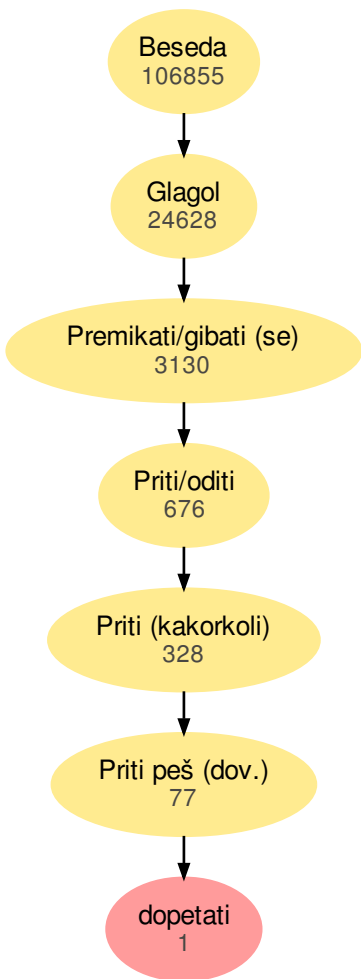 Beseda
106855
Glagol
24628
Premikati/gibati (se)
3130
Priti/oditi
676
Priti (kakorkoli)
328
Priti peš (dov.)
77
dopetati
1